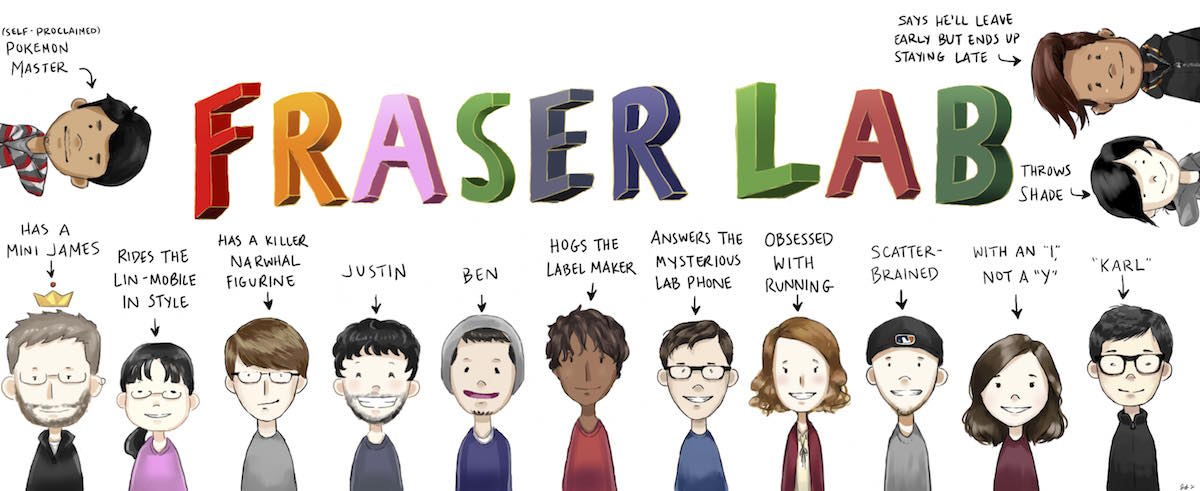 (SELF-PROCLAIMED)
POKEMON
MASTER
FRASER LAB
SAYS HE'LL LEAVE
EARLY BUT ENDS UP
STAYING LATE
THROWS
SHADE
HAS A
MINI JAMES
RIDES THE
LIN-MOBILE
IN STYLE
HAS A KILLER
NARWHAL
FIGURINE
JUSTIN
BEN
HOGS THE
LABEL MAKER
ANSWERS THE
MYSTERIOUS
LAB PHONE
OBSESSED
WITH
RUNNING
SCATTER-
BRAINED
WITH AN "I,"
NOT A "Y"
"KARL"